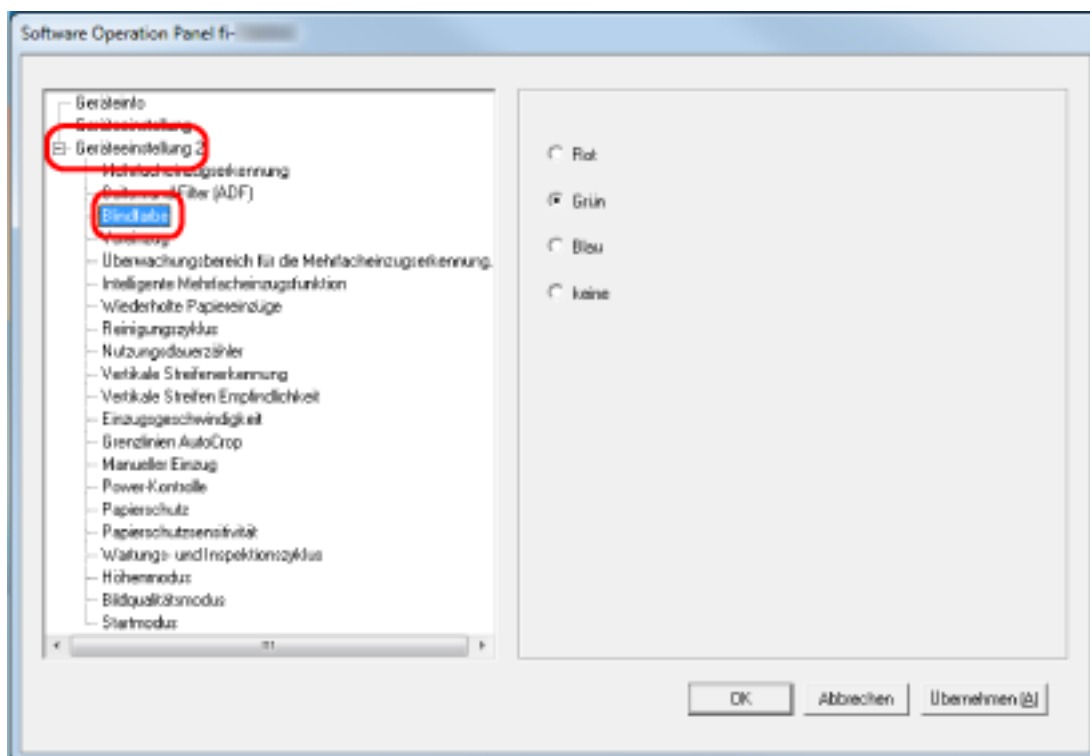 Software Operation Panel fi-
Geräteinfo
Geräteeinstellung
Geräteeinstellung 2
Mehrfacheinzugserkennung
Seitenrand Filter (ADF)
Blindfarbe
Voreinzug
Überwachungsbereich für die Mehrfacheinzugserkennung.
Intelligente Mehrfacheinzugsfunktion
Wiederholte Papiereinzüge
Reinigungszyklus
Nutzungsdauerzähler
Vertikale Streifenerkennung
Vertikale Streifen Empfindlichkeit
Einzugsgeschwindigkeit
Grenzlinien AutoCrop
Manueller Einzug
Power-Kontrolle
Papierschutz
Papierschutzsensitivität
Wartungs- und Inspektionszyklus
Höhenmodus
Bildqualitätsmodus
Startmodus
Rot
Grün
Blau
keine
OK
Abbrechen
Übernehmen (A)